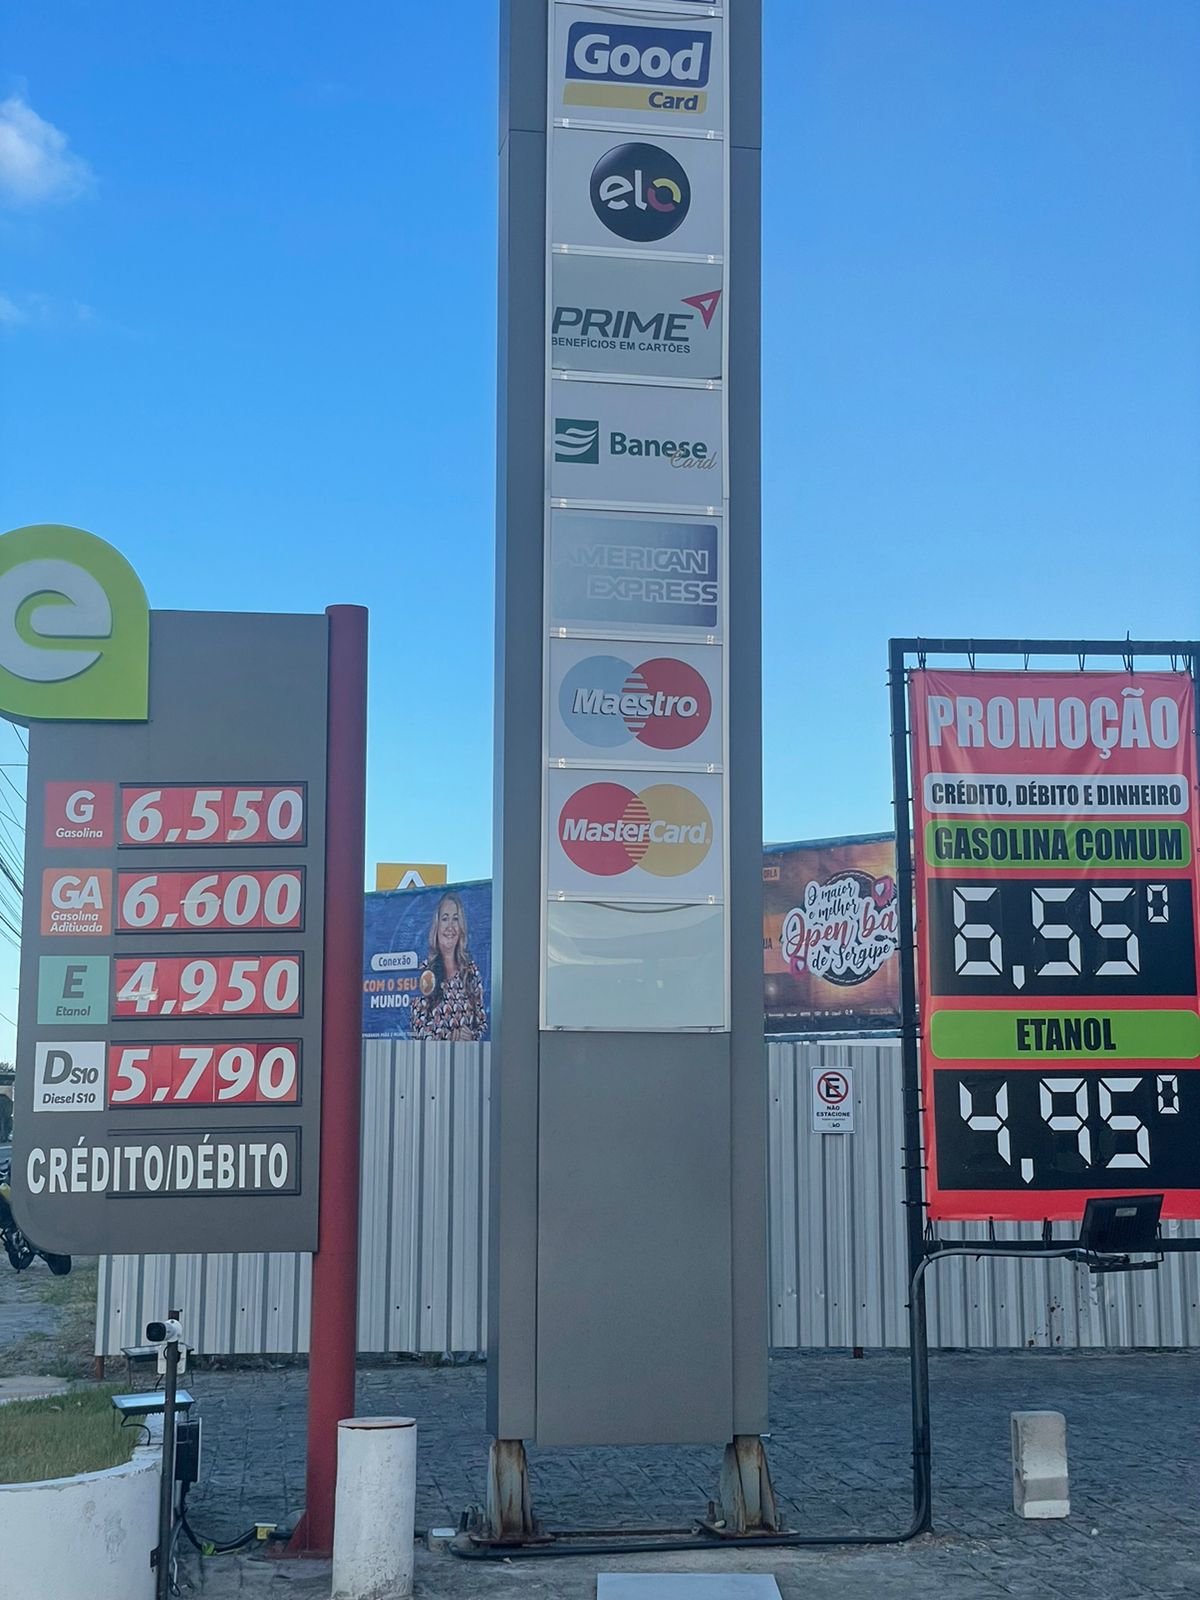 Good
Card
elo
PRIME
BENEFÍCIOS EM CARTÕES
Banese
Card
AMERICAN
EXPRESS
Maestro
MasterCard
e
G
Gasolina
6,550
GA
Gasolina
Aditivada
6,600
E
Etanol
4,950
DS10
Diesel S10
5,790
CRÉDITO/DÉBITO
Conexão
COM O SEU
MUNDO
O maior
e melhor
Open ba
de Sergipe
E
NÃO
ESTACIONE
PROMOÇÃO
CRÉDITO, DÉBITO E DINHEIRO
GASOLINA COMUM
6,550
ETANOL
4,950